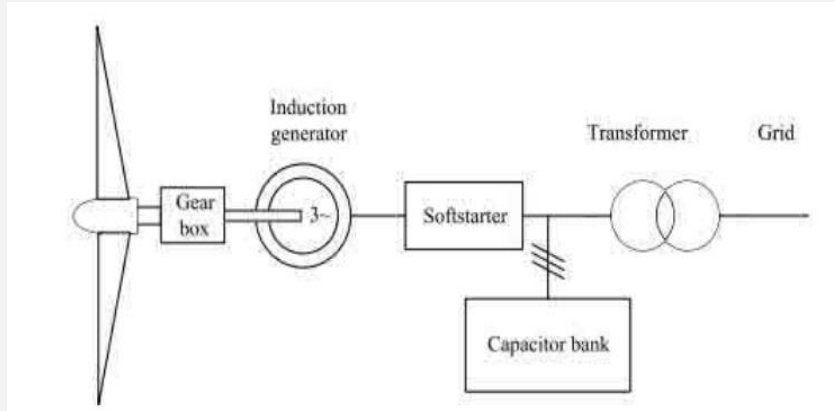 Induction
generator
Transformer
Grid
Gear
box
3~
Softstarter
Capacitor bank